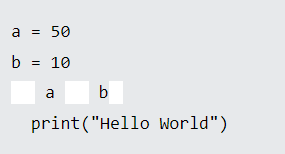 a = 50
b = 10
a b
print("Hello World")